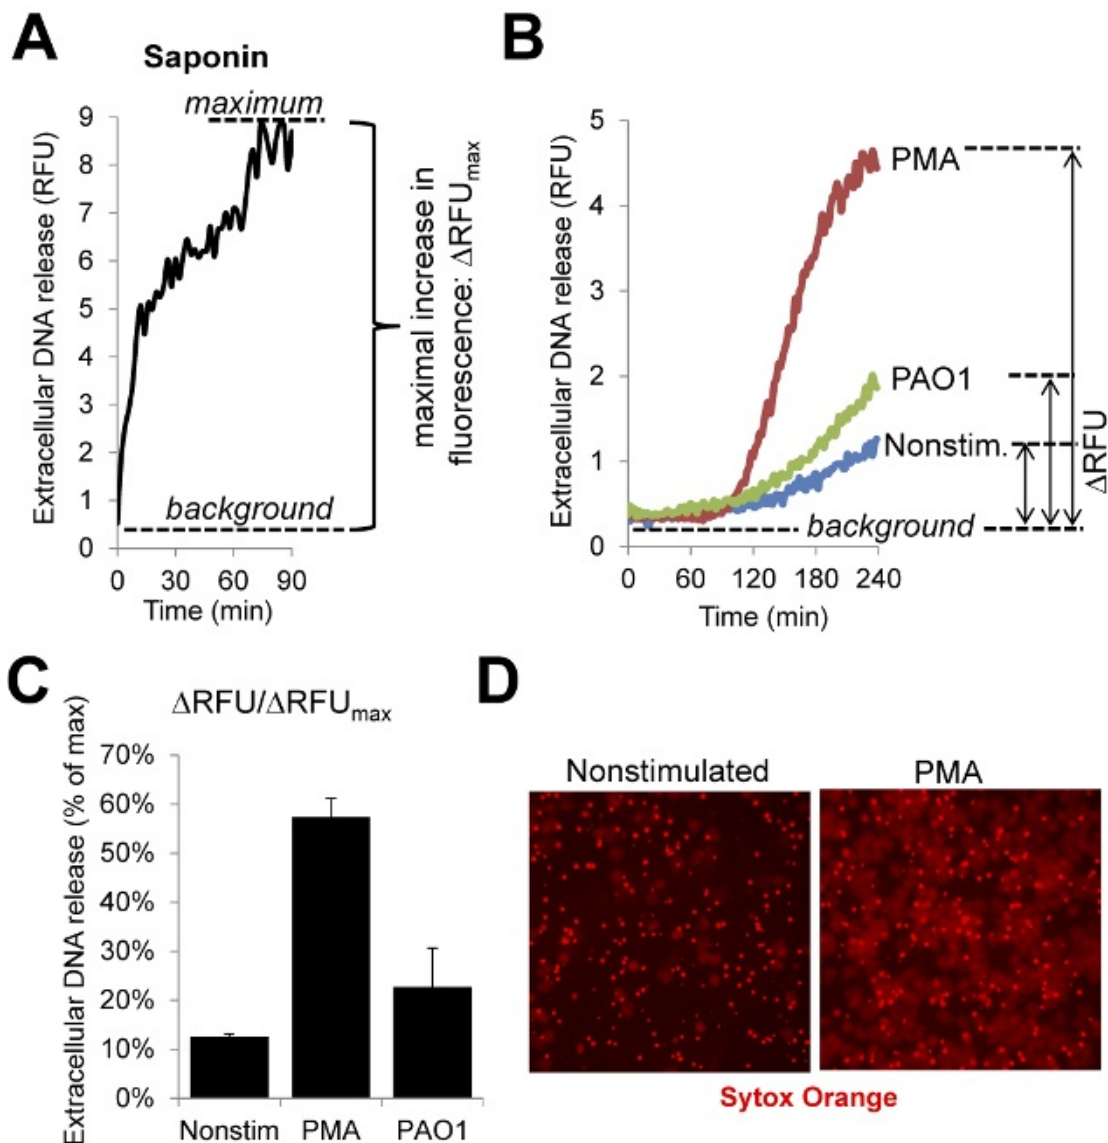 A
Saponin
maximum
9
8
7
6
5
4
3
2
1
0
Extracellular DNA release (RFU)
background
0 30 60 90
Time (min)
maximal increase in
fluorescence: ΔRFUmax
B
5
4
3
2
1
0
Extracellular DNA release (RFU)
PMA
PAO1
Nonstim.
background
ΔRFU
0 60 120 180 240
Time (min)
C
ΔRFU/ΔRFUmax
Extracellular DNA release (% of max)
70%
60%
50%
40%
30%
20%
10%
0%
Nonstim PMA PAO1
D
Nonstimulated PMA
Sytox Orange